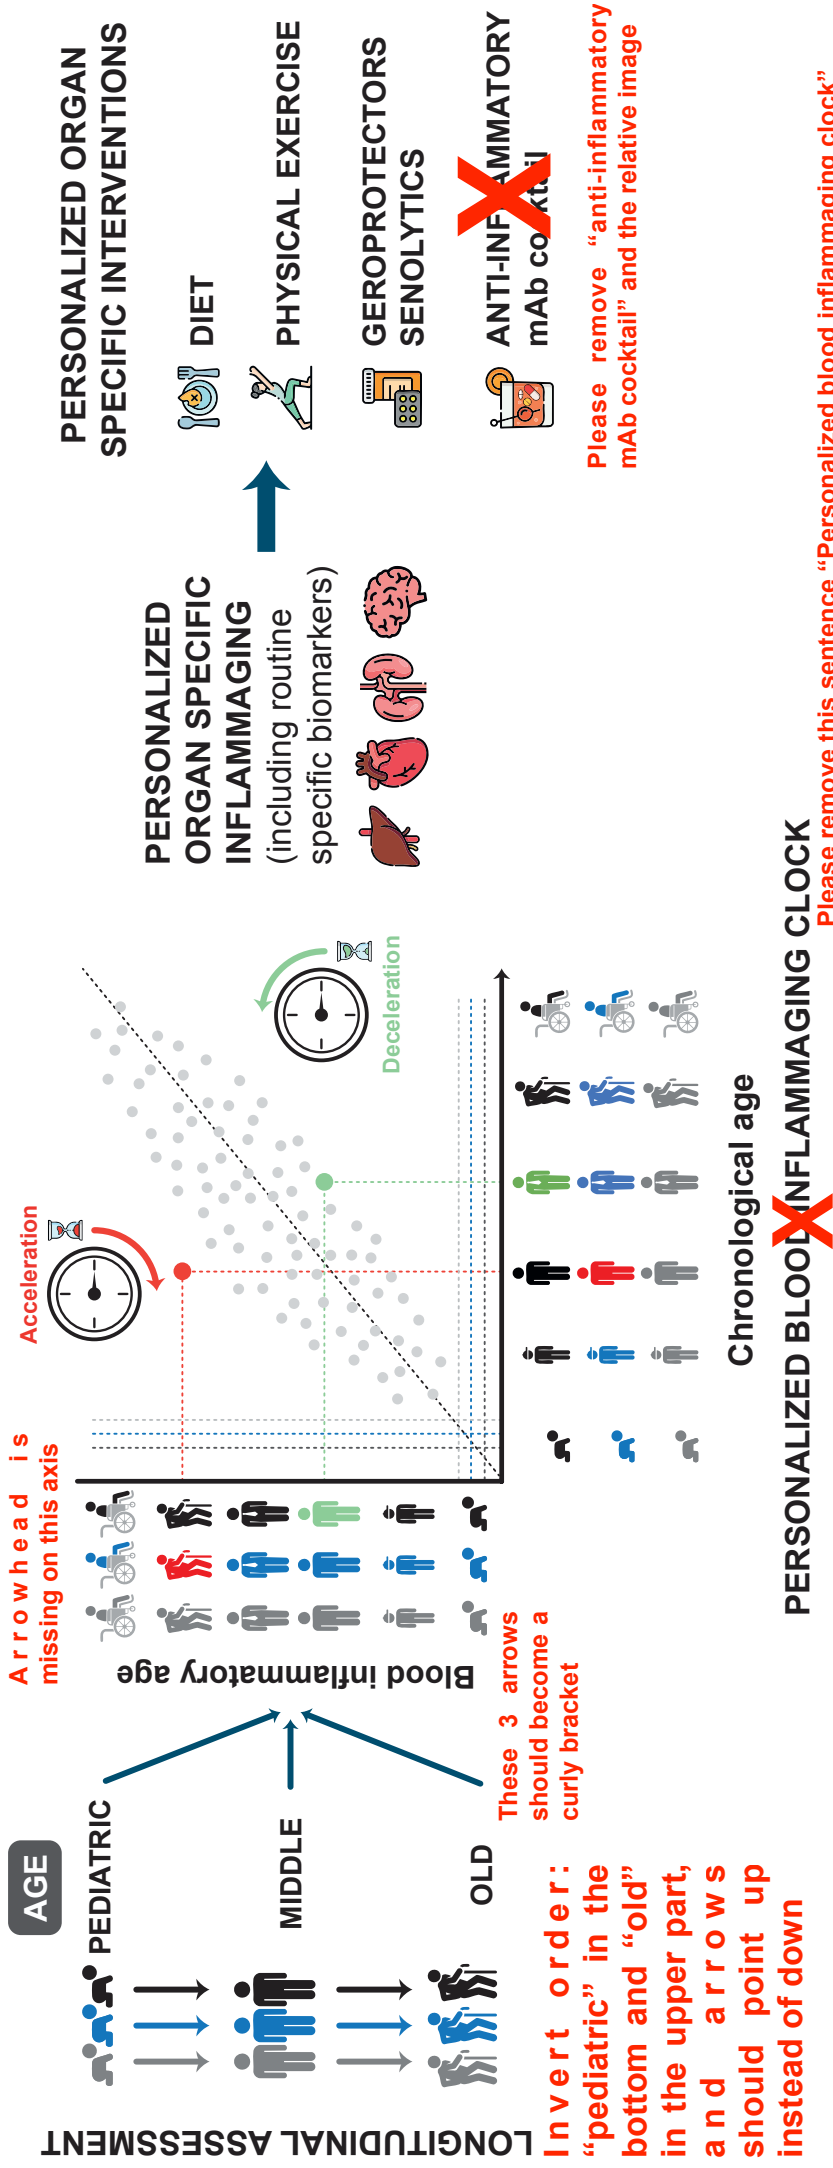 LONGITUDINAL ASSESSMENT
AGE
PEDIATRIC
MIDDLE
OLD
Invert order:
“pediatric” in the
bottom and “old”
in the upper part,
and arrows
should point up
instead of down
Arrowhead is
missing on this axis
Blood inflammatory age
These 3 arrows
should become a
curly bracket
Acceleration
Deceleration
Chronological age
PERSONALIZED BLOOD INFLAMMAGING CLOCK
X
Please remove this sentence “Personalized blood inflammaging clock”
PERSONALIZED
ORGAN SPECIFIC
INFLAMMAGING
(including routine
specific biomarkers)
PERSONALIZED ORGAN
SPECIFIC INTERVENTIONS
DIET
PHYSICAL EXERCISE
GEROPROTECTORS
SENOLYTICS
ANTI-INFLAMMATORY
mAb cocktail
X
Please remove “anti-inflammatory
mAb cocktail” and the relative image